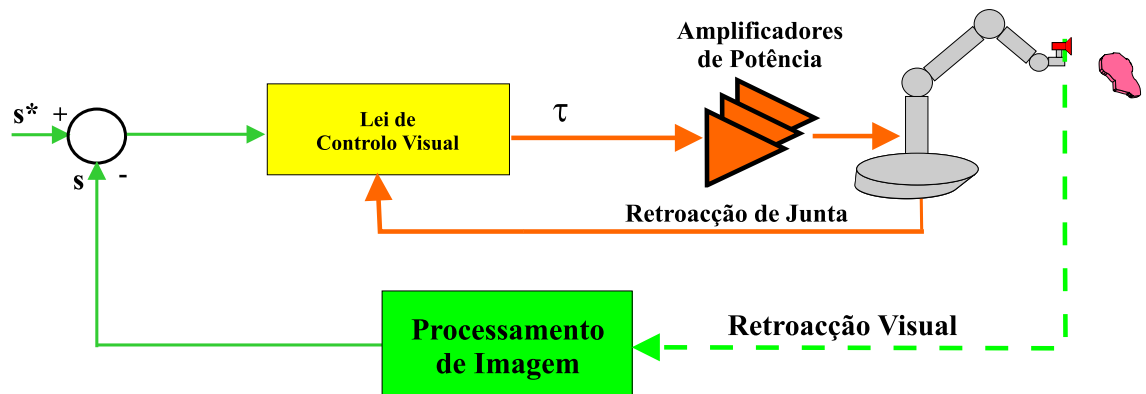 Amplificadores
de Potência
s* +
τ
Lei de
Controlo Visual
s -
Retroacção de Junta
Processamento
de Imagem
Retroacção Visual